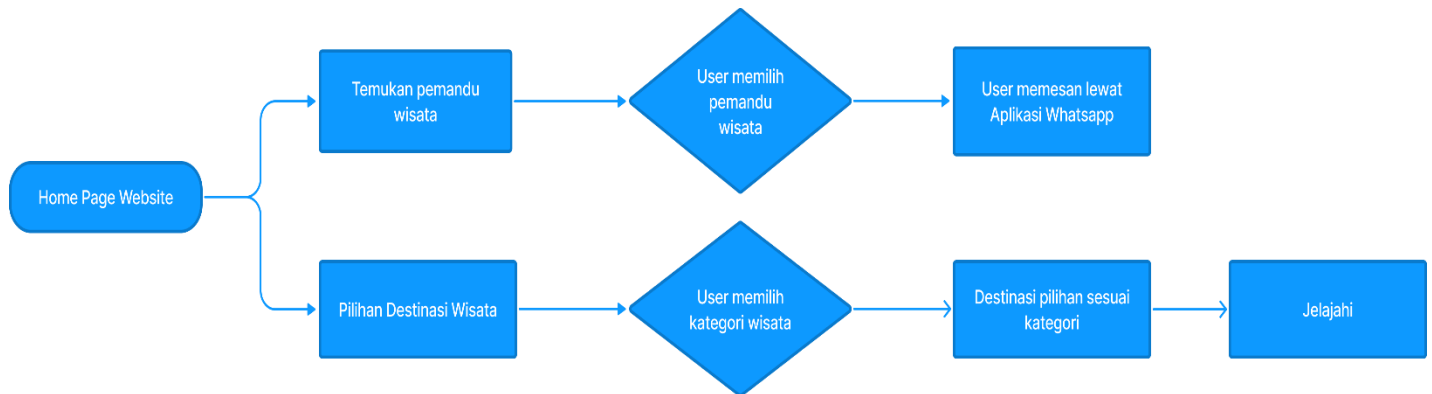 Home Page Website
Temukan pemandu
wisata
User memilih
pemandu
wisata
User memesan lewat
Aplikasi Whatsapp
Pilihan Destinasi Wisata
User memilih
kategori wisata
Destinasi pilihan sesuai
kategori
Jelajahi